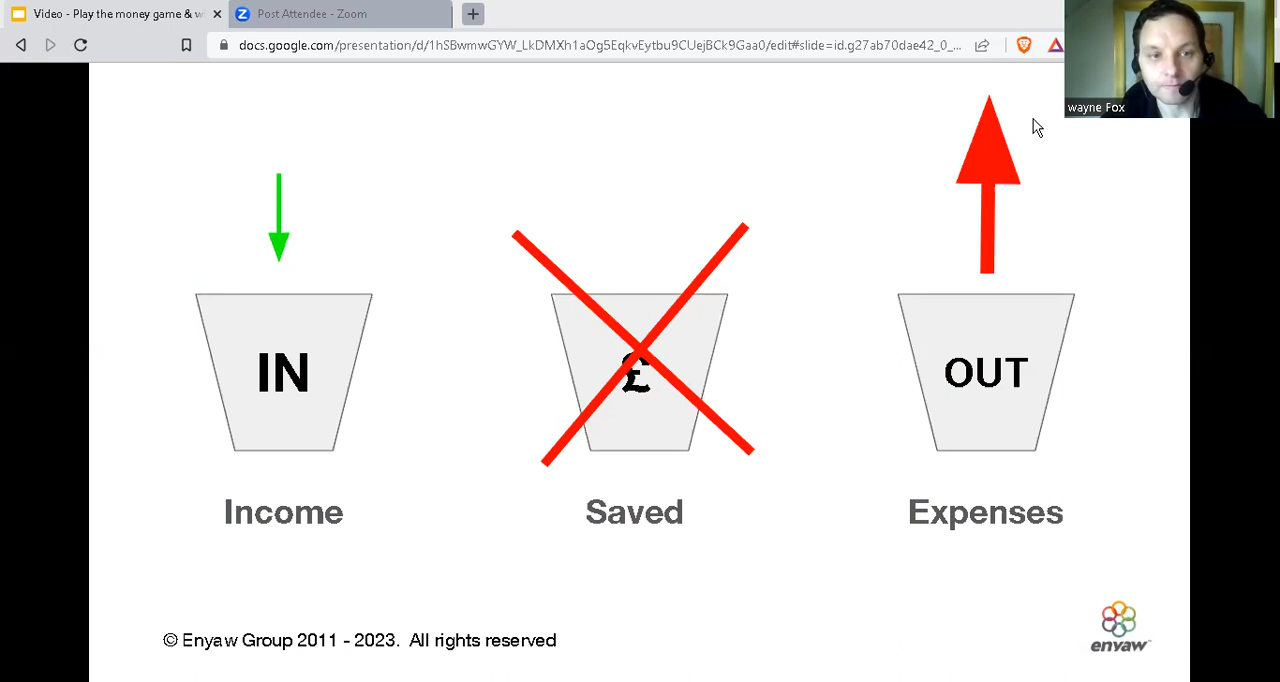 Video - Play the money game & w
Post Attendee - Zoom
docs.google.com/presentation/d/1hSBwmwGYW_LkDMXh1aOg5EqkvEytbu9CUejBCk9Gaa0/edit#slide=id.g27ab70dae42_0_...
wayne Fox
IN
£
OUT
Income
Saved
Expenses
© Enyaw Group 2011 - 2023. All rights reserved
enyaw